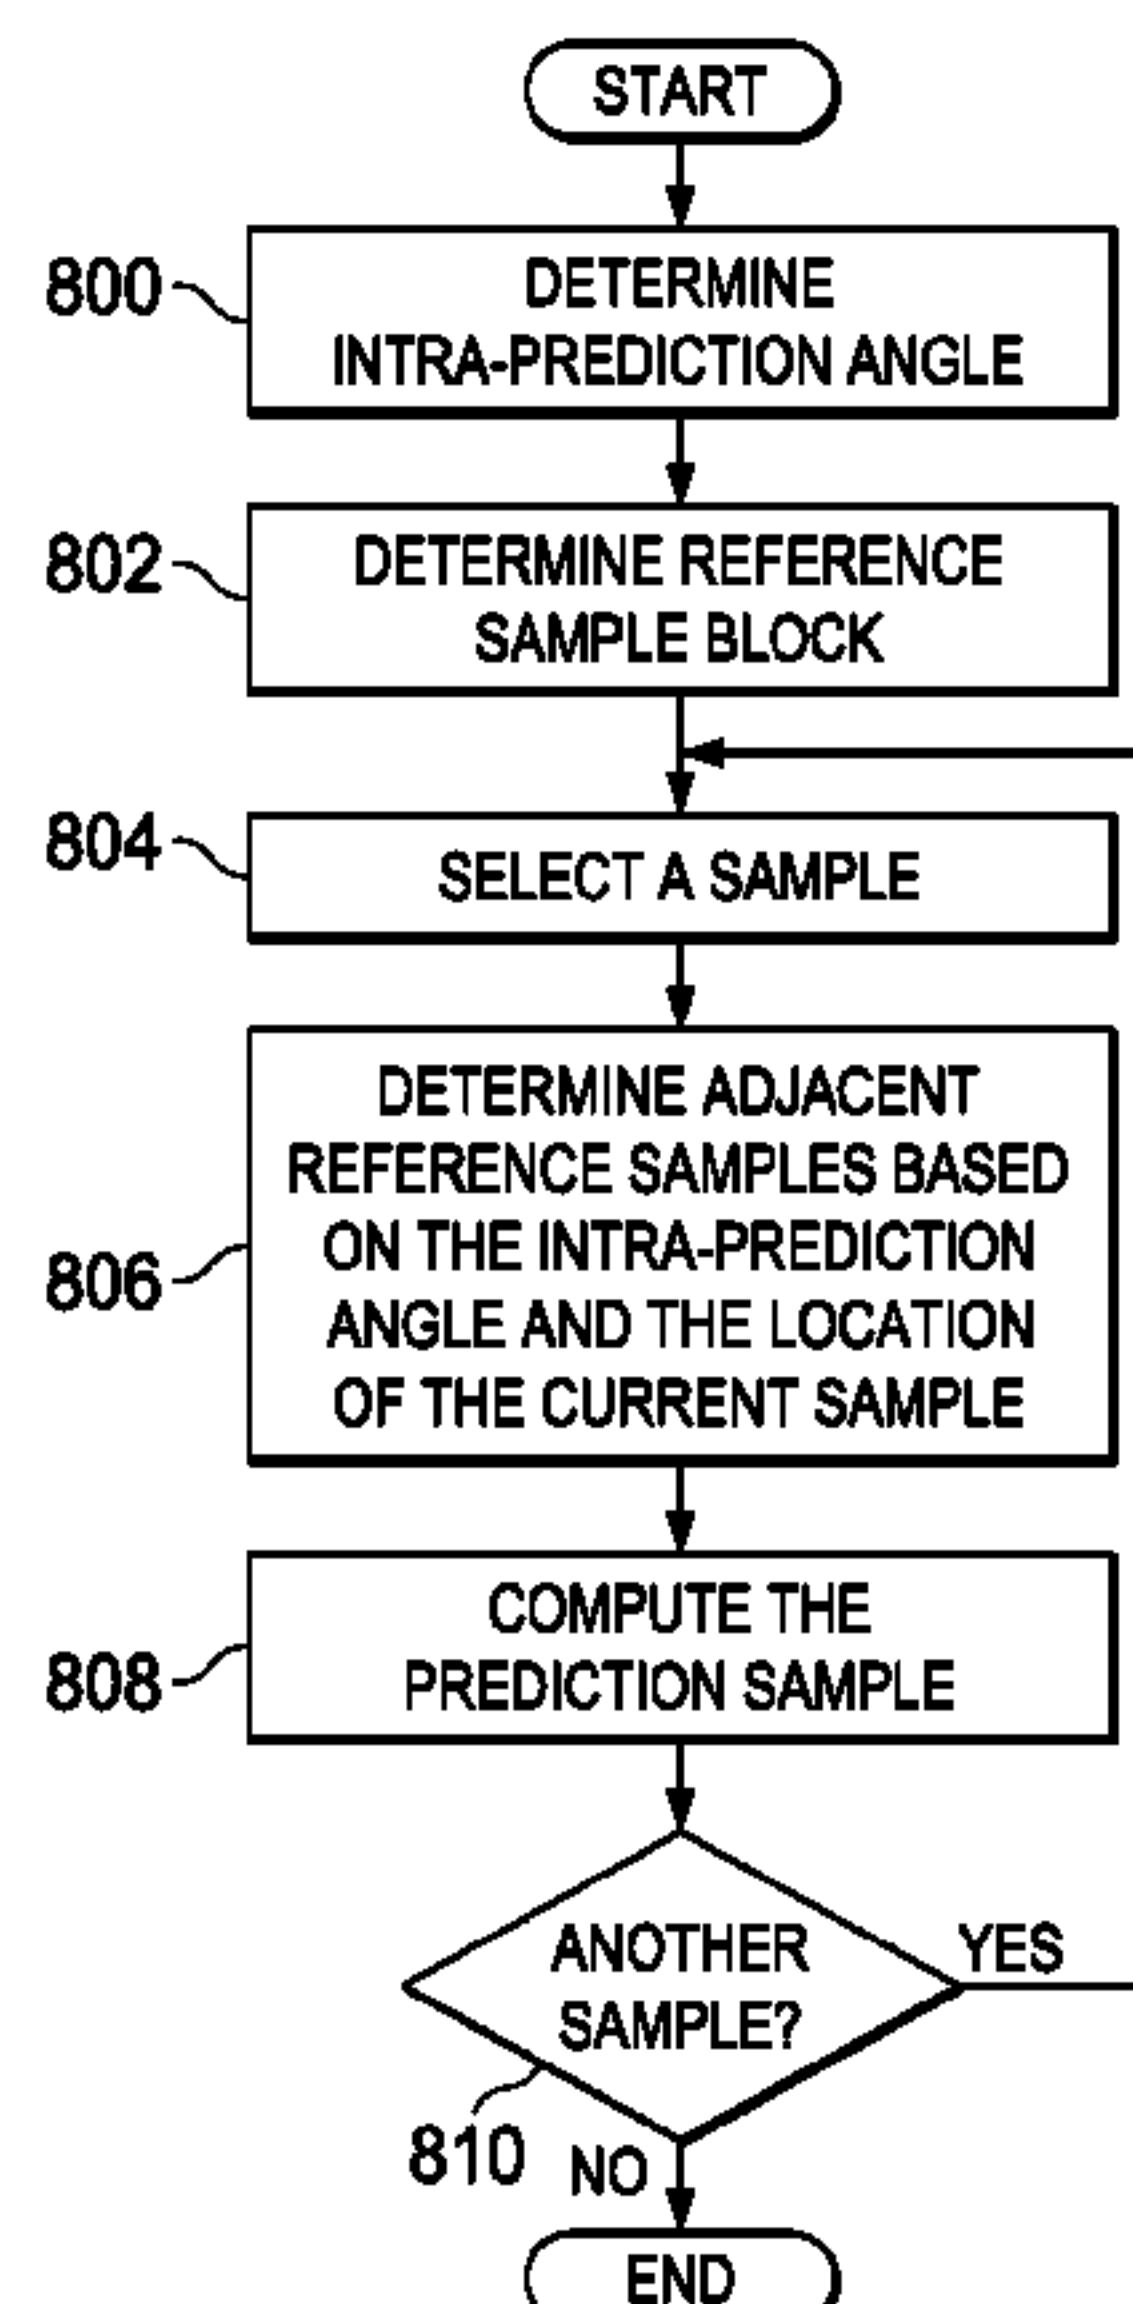 START
800
DETERMINE
INTRA-PREDICTION ANGLE
802
DETERMINE REFERENCE
SAMPLE BLOCK
804
SELECT A SAMPLE
806
DETERMINE ADJACENT
REFERENCE SAMPLES BASED
ON THE INTRA-PREDICTION
ANGLE AND THE LOCATION
OF THE CURRENT SAMPLE
808
COMPUTE THE
PREDICTION SAMPLE
ANOTHER
SAMPLE?
YES
810
NO
END